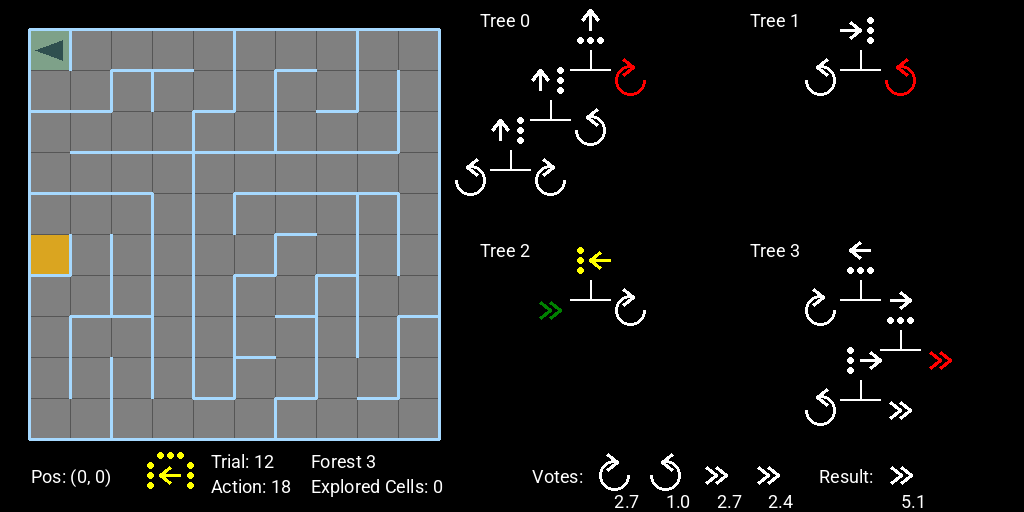 Tree 0
Tree 1
Tree 2
Tree 3
Pos: (0, 0)
Trial: 12
Forest 3
Action: 18
Explored Cells: 0
Votes:
2.7
1.0
2.7
2.4
Result:
5.1